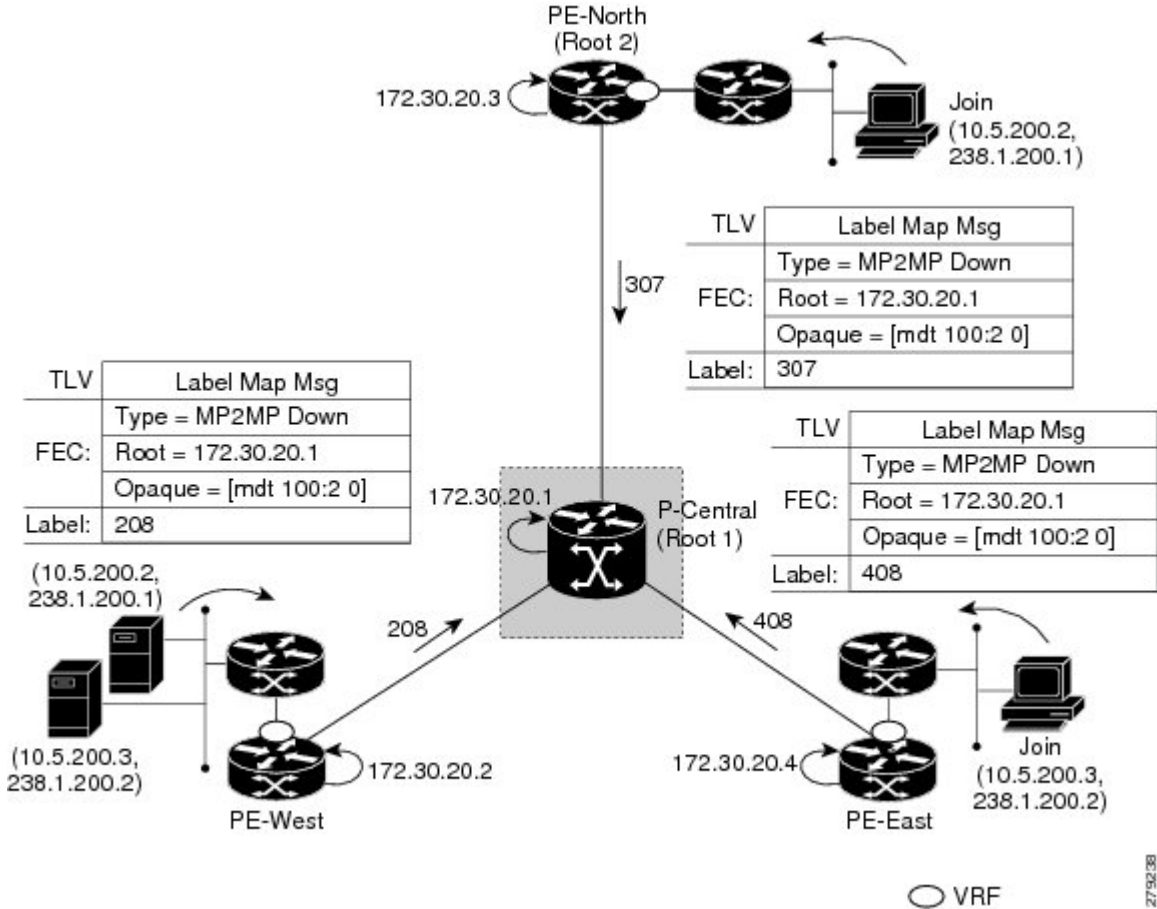 PE-North
(Root 2)
172.30.20.3
Join
(10.5.200.2,
238.1.200.1)
TLV
Label Map Msg
FEC:
Type = MP2MP Down
Root = 172.30.20.1
Opaque = [mdt 100:2 0]
Label:
307
307
TLV
Label Map Msg
FEC:
Type = MP2MP Down
Root = 172.30.20.1
Opaque = [mdt 100:2 0]
Label:
208
TLV
Label Map Msg
FEC:
Type = MP2MP Down
Root = 172.30.20.1
Opaque = [mdt 100:2 0]
Label:
408
172.30.20.1
P-Central
(Root 1)
(10.5.200.2,
238.1.200.1)
208
408
(10.5.200.3,
238.1.200.2)
172.30.20.2
PE-West
172.30.20.4
PE-East
Join
(10.5.200.3,
238.1.200.2)
VRF
279238